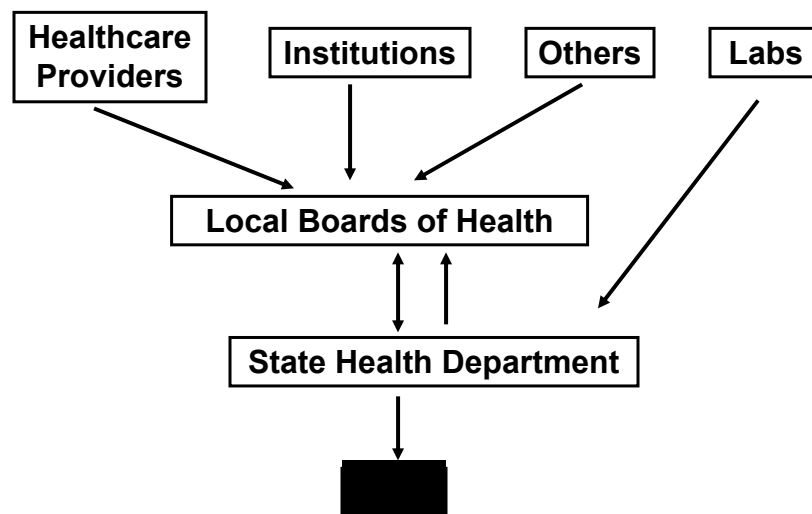 Healthcare
Providers
Institutions
Others
Labs
Local Boards of Health
State Health Department